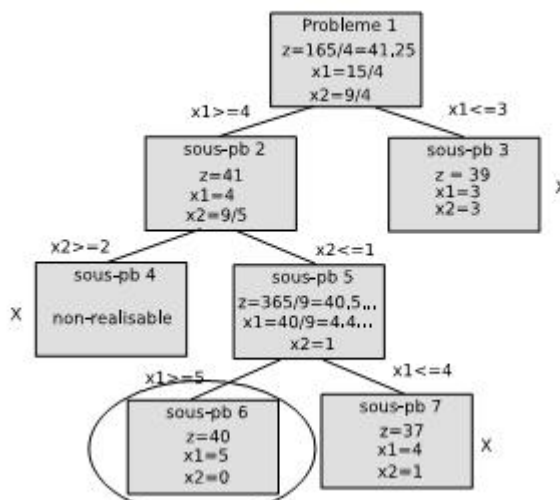 Probleme 1
z=165/4=41,25
x1=15/4
x2=9/4
x1>=4
x1<=3
sous-pb 2
z=41
x1=4
x2=9/5
sous-pb 3
z = 39
x1=3
x2=3
X
x2>=2
x2<=1
sous-pb 4
non-realisable
X
sous-pb 5
z=365/9=40,5...
x1=40/9=4,4...
x2=1
x1>=5
x1<=4
sous-pb 6
z=40
x1=5
x2=0
sous-pb 7
z=37
x1=4
x2=1
X